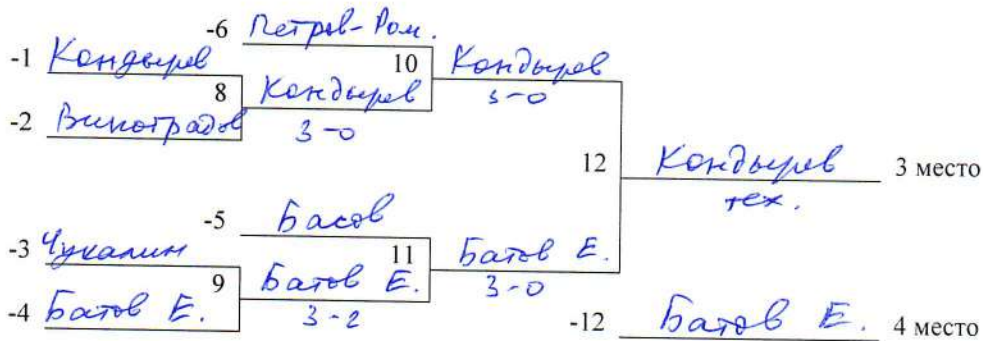 -6 Петров-Ром.
-1 Кондырев
10 Кондырев
3-0
8 Кондырев
3-0
-2 Виноградов
12 Кондырев 3 место
тех.
-5 Басов
-3 Чукалин
11 Батов Е.
3-0
9 Батов Е.
3-2
-4 Батов Е.
-12 Батов Е. 4 место